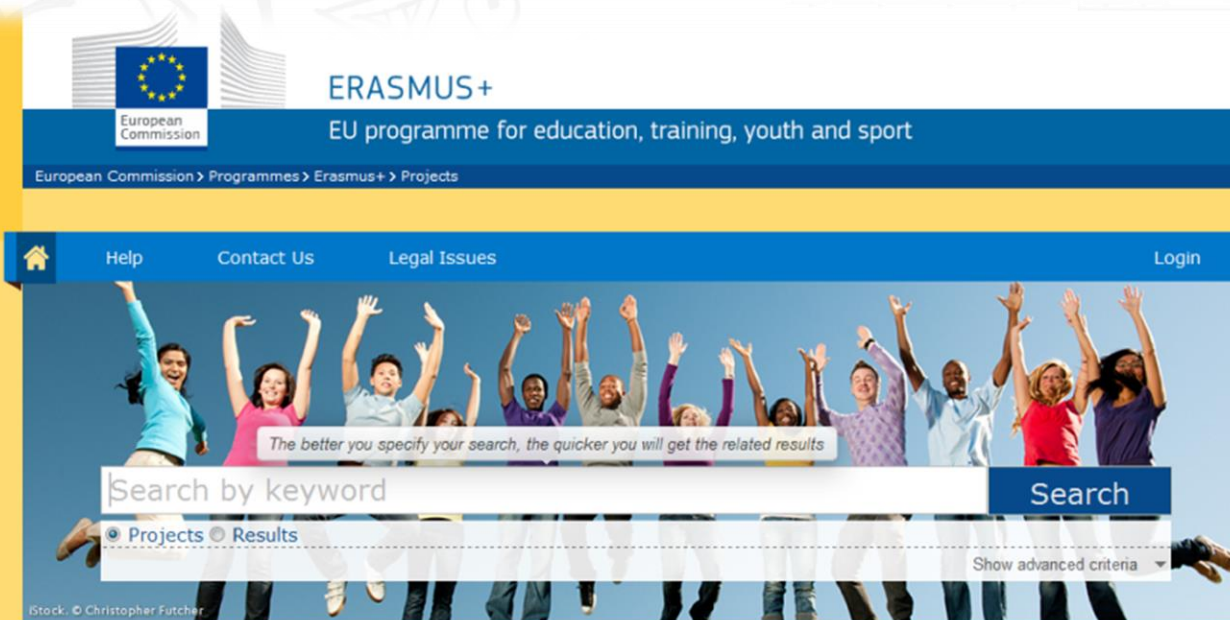 ERASMUS+
European
Commission
EU programme for education, training, youth and sport
European Commission > Programmes > Erasmus+ > Projects
Help Contact Us Legal Issues Login
The better you specify your search, the quicker you will get the related results
Search by keyword Search
Projects Results
Show advanced criteria
iStock. © Christopher Futcher